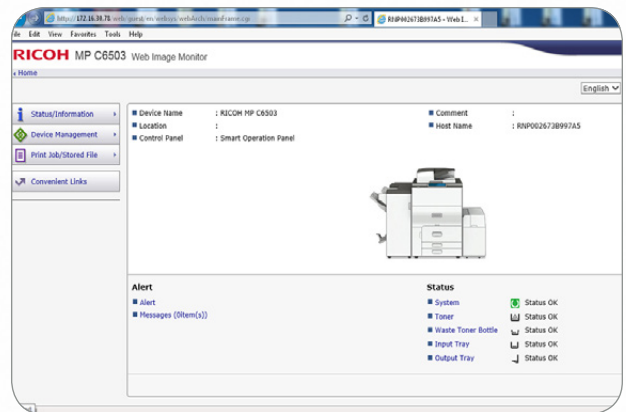 http://172.16.38.71/web/guest/en/websys/webArch/mainFrame.cgi
RNP002673B997A5 - Web I...
File Edit View Favorites Tools Help
RICOH MP C6503 Web Image Monitor
Home
English
Status/Information
Device Management
Print Job/Stored File
Convenient Links
Device Name : RICOH MP C6503
Location :
Control Panel : Smart Operation Panel
Comment :
Host Name : RNP002673B997A5
Alert
Alert
Messages (0item(s))
Status
System Status OK
Toner Status OK
Waste Toner Bottle Status OK
Input Tray Status OK
Output Tray Status OK